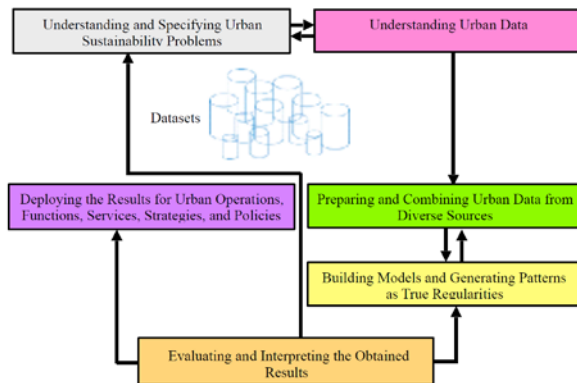 Understanding and Specifying Urban
Sustainability Problems
Understanding Urban Data
Datasets
Deploying the Results for Urban Operations,
Functions, Services, Strategies, and Policies
Preparing and Combining Urban Data from
Diverse Sources
Building Models and Generating Patterns
as True Regularities
Evaluating and Interpreting the Obtained
Results